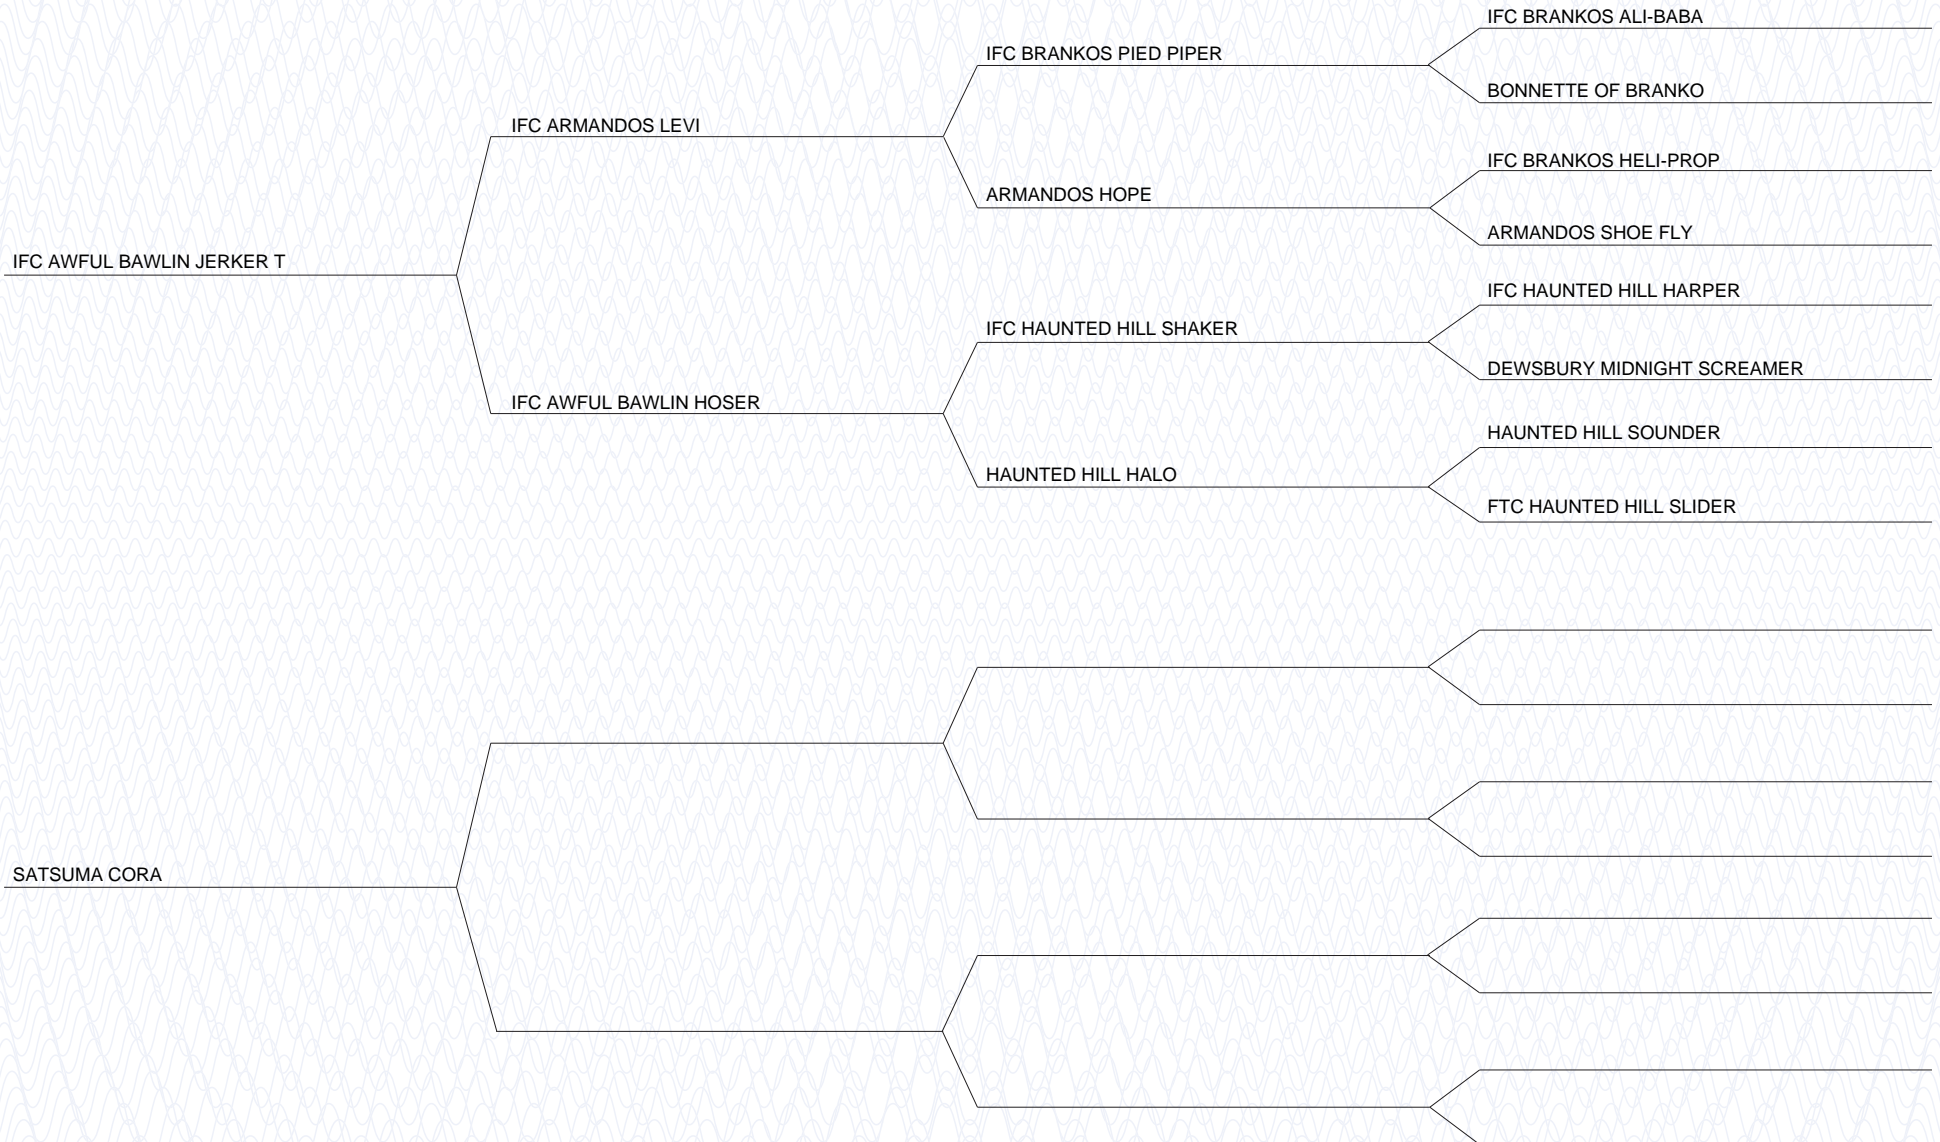 IFC BRANKOS ALI-BABA
IFC BRANKOS PIED PIPER
BONNETTE OF BRANKO
IFC ARMANDOS LEVI
IFC BRANKOS HELI-PROP
ARMANDOS HOPE
ARMANDOS SHOE FLY
IFC AWFUL BAWLIN JERKER T
IFC HAUNTED HILL HARPER
IFC HAUNTED HILL SHAKER
DEWSBURY MIDNIGHT SCREAMER
IFC AWFUL BAWLIN HOSER
HAUNTED HILL SOUNDER
HAUNTED HILL HALO
FTC HAUNTED HILL SLIDER
SATSUMA CORA